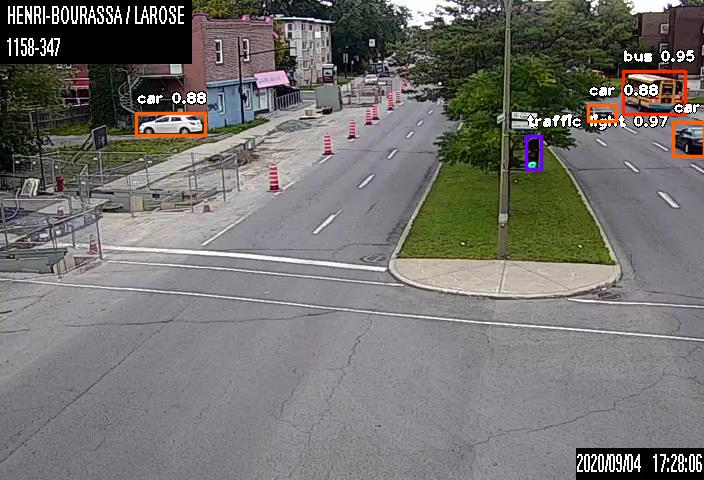 HENRI-BOURASSA / LAROSE
1158-347
bus 0.95
car 0.88
car 0.88
car
traffic light 0.97
2020/09/04 17:28:06